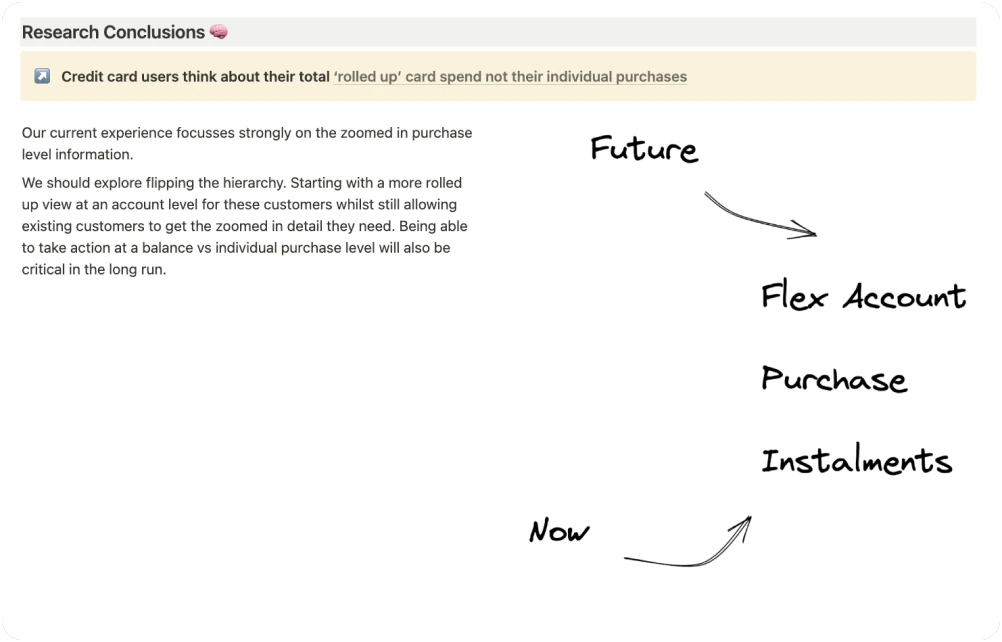 Research Conclusions 🧠
Credit card users think about their total ‘rolled up’ card spend not their individual purchases
Our current experience focusses strongly on the zoomed in purchase
level information.
We should explore flipping the hierarchy. Starting with a more rolled
up view at an account level for these customers whilst still allowing
existing customers to get the zoomed in detail they need. Being able
to take action at a balance vs individual purchase level will also be
critical in the long run.
Future
Flex Account
Purchase
Instalments
Now